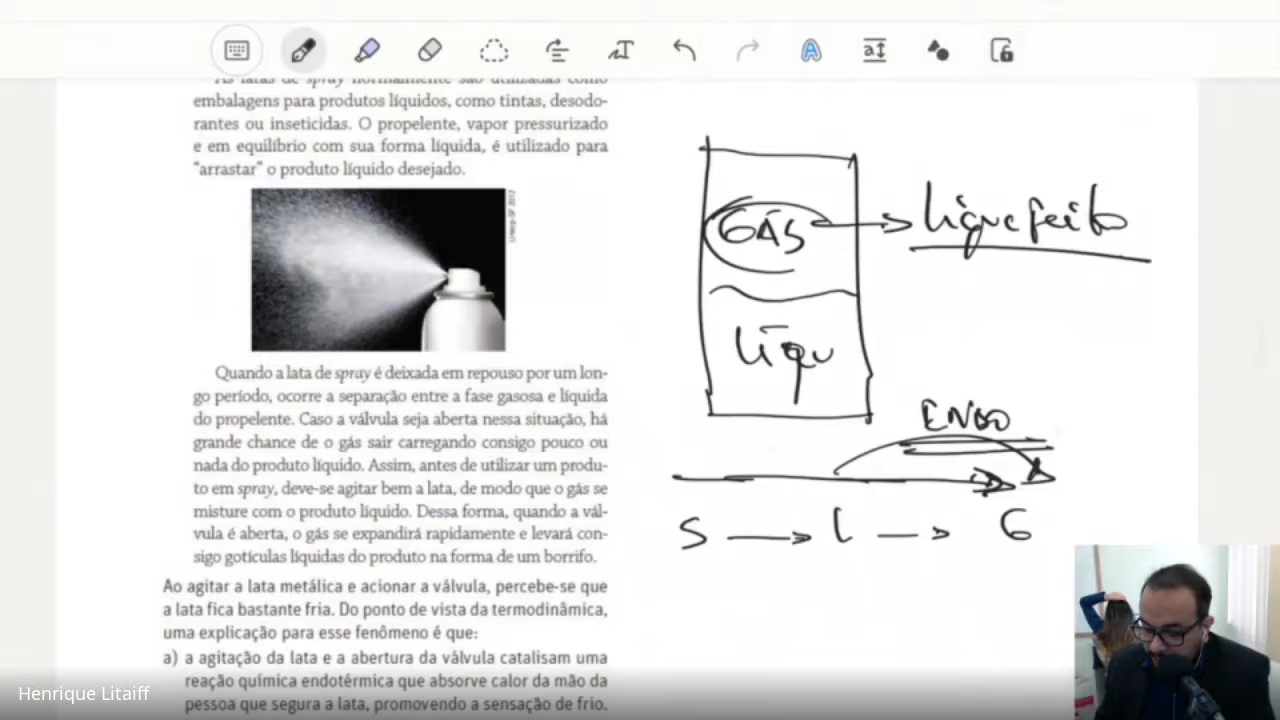 As latas de spray normalmente são utilizadas como
embalagens para produtos líquidos, como tintas, desodo-
rantes ou inseticidas. O propelente, vapor pressurizado
e em equilíbrio com sua forma líquida, é utilizado para
"arrastar" o produto líquido desejado.
Quando a lata de spray é deixada em repouso por um lon-
go período, ocorre a separação entre a fase gasosa e líquida
do propelente. Caso a válvula seja aberta nessa situação, há
grande chance de o gás sair carregando consigo pouco ou
nada do produto líquido. Assim, antes de utilizar um produ-
to em spray, deve-se agitar bem a lata, de modo que o gás se
misture com o produto líquido. Dessa forma, quando a vál-
vula é aberta, o gás se expandirá rapidamente e levará con-
sigo gotículas líquidas do produto na forma de um borrifo.
Ao agitar a lata metálica e acionar a válvula, percebe-se que
a lata fica bastante fria. Do ponto de vista da termodinâmica,
uma explicação para esse fenômeno é que:
a) a agitação da lata e a abertura da válvula catalisam uma
reação química endotérmica que absorve calor da mão da
pessoa que segura a lata, promovendo a sensação de frio.
GÁS → liquefeito
líqu
ENDO
S → L → G
Henrique Litaiff